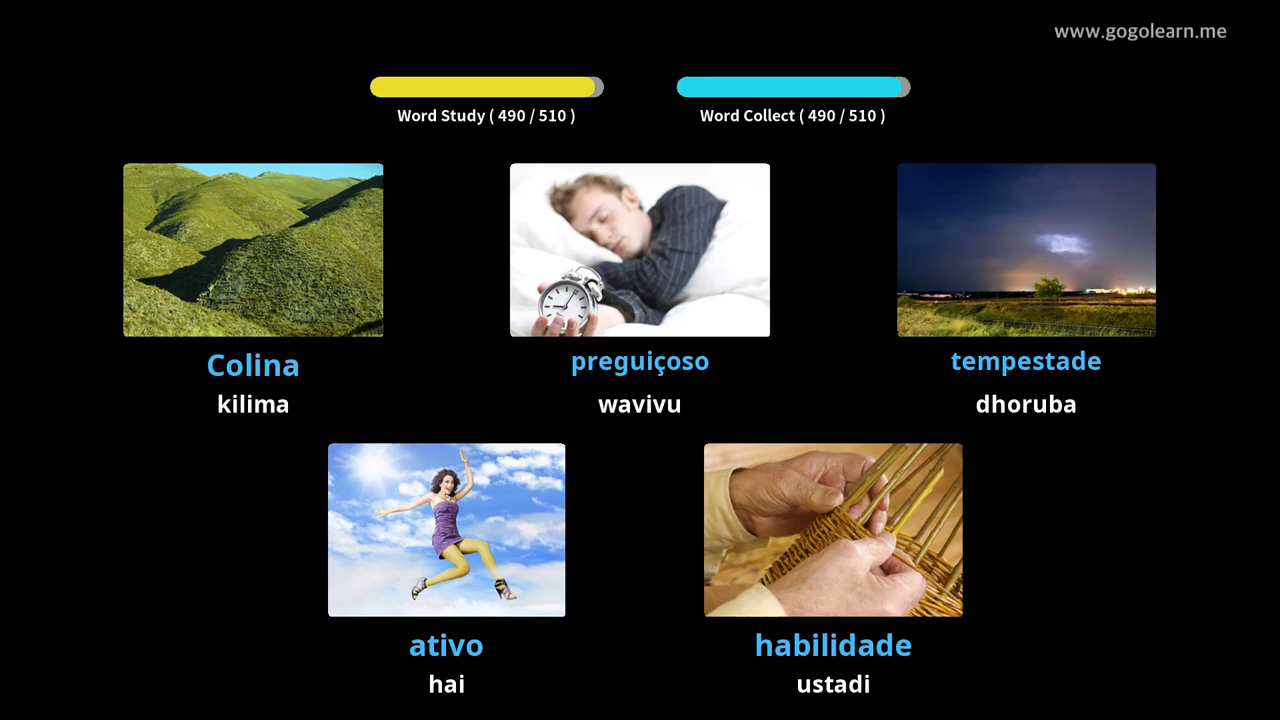 www.gogolearn.me
Word Study ( 490 / 510 )
Word Collect ( 490 / 510 )
Colina
kilima
preguiçoso
wavivu
tempestade
dhoruba
ativo
hai
habilidade
ustadi